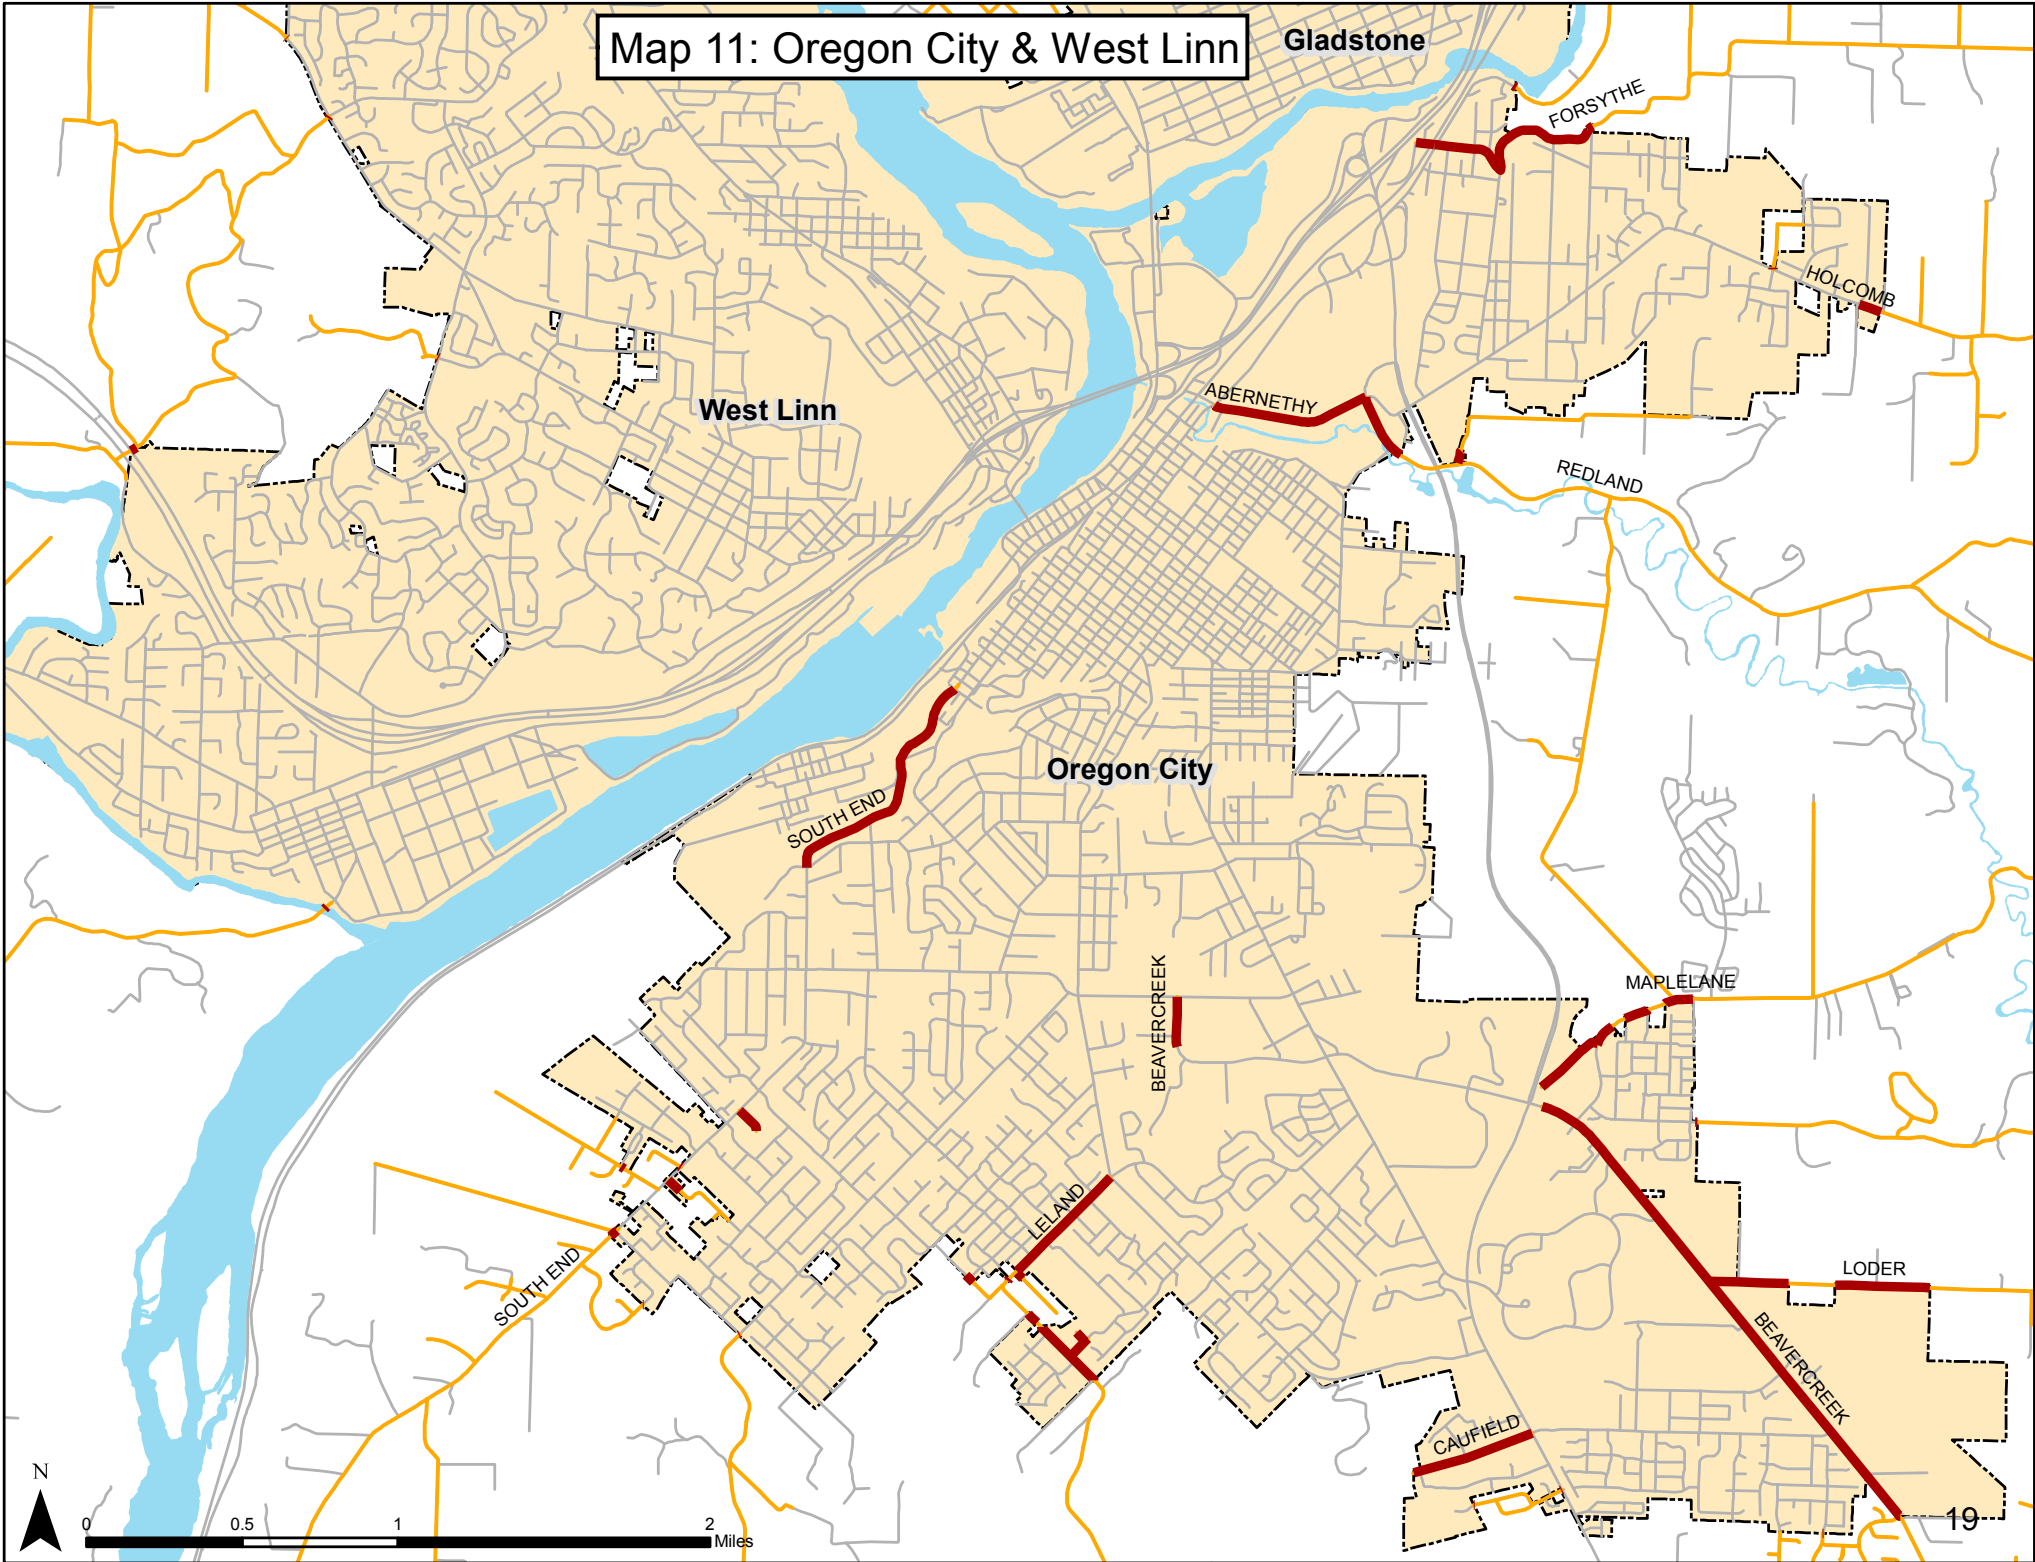 Map 11: Oregon City & West Linn
Gladstone
FORSYTHE
HOLCOMB
ABERNETHY
West Linn
REDLAND
Oregon City
SOUTH END
BEAVERCREEK
MAPLELANE
LELAND
SOUTH END
LODER
BEAVERCREEK
CAUFIELD
N
0 0.5 1 2
Miles
19